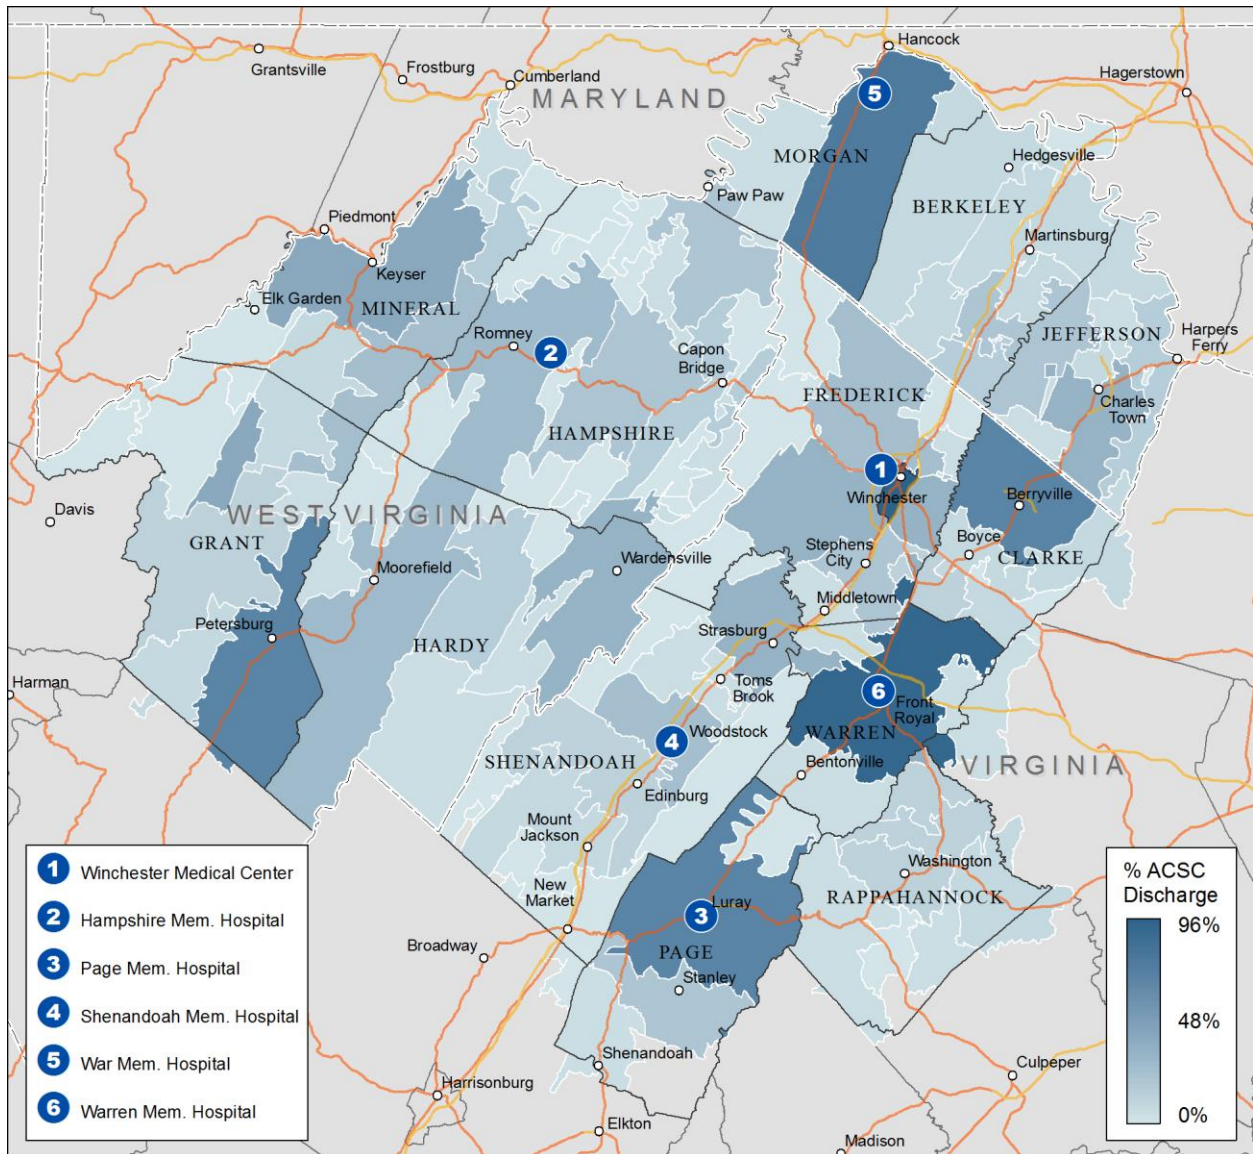 Hancock
Grantsville
Frostburg
Cumberland
Hagerstown
MARYLAND
5
MORGAN
Hedgesville
Paw Paw
BERKELEY
Piedmont
Martinsburg
Keyser
Elk Garden
MINERAL
Romney
2
Capon
Bridge
JEFFERSON
Harpers
Ferry
FREDERICK
Charles
Town
HAMPSHIRE
1
Winchester
Berryville
Davis
WEST VIRGINIA
GRANT
Stephens
City
Boyce
CLARKE
Wardensville
Moorefield
Middletown
Petersburg
HARDY
Strasburg
Harman
Toms
Brook
6
Front
Royal
WARREN
4
Woodstock
SHENANDOAH
Bentonville
VIRGINIA
Edinburg
Mount
Jackson
Washington
RAPPAHANNOCK
New
Market
3
Luray
Broadway
PAGE
Stanley
Shenandoah
Culpeper
Harrisonburg
Elkton
Madison
1 Winchester Medical Center
2 Hampshire Mem. Hospital
3 Page Mem. Hospital
4 Shenandoah Mem. Hospital
5 War Mem. Hospital
6 Warren Mem. Hospital
% ACSC
Discharge
96%
48%
0%